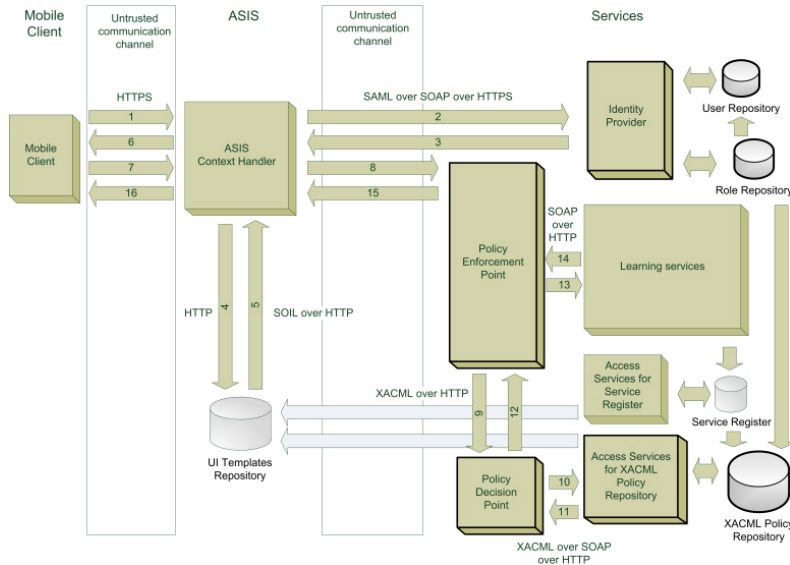 Mobile
Client
Untrusted
communication
channel
ASIS
Untrusted
communication
channel
Services
HTTPS
SAML over SOAP over HTTPS
1
2
Identity
Provider
User Repository
6
3
Mobile
Client
ASIS
Context Handler
7
8
16
15
Role Repository
SOAP
over
HTTP
Policy
Enforcement
Point
14
Learning services
13
HTTP
4
5
SOIL over HTTP
XACML over HTTP
9
12
Access
Services for
Service
Register
Service Register
UI Templates
Repository
Policy
Decision
Point
10
11
Access Services
for XACML
Policy
Repository
XACML Policy
Repository
XACML over SOAP
over HTTP